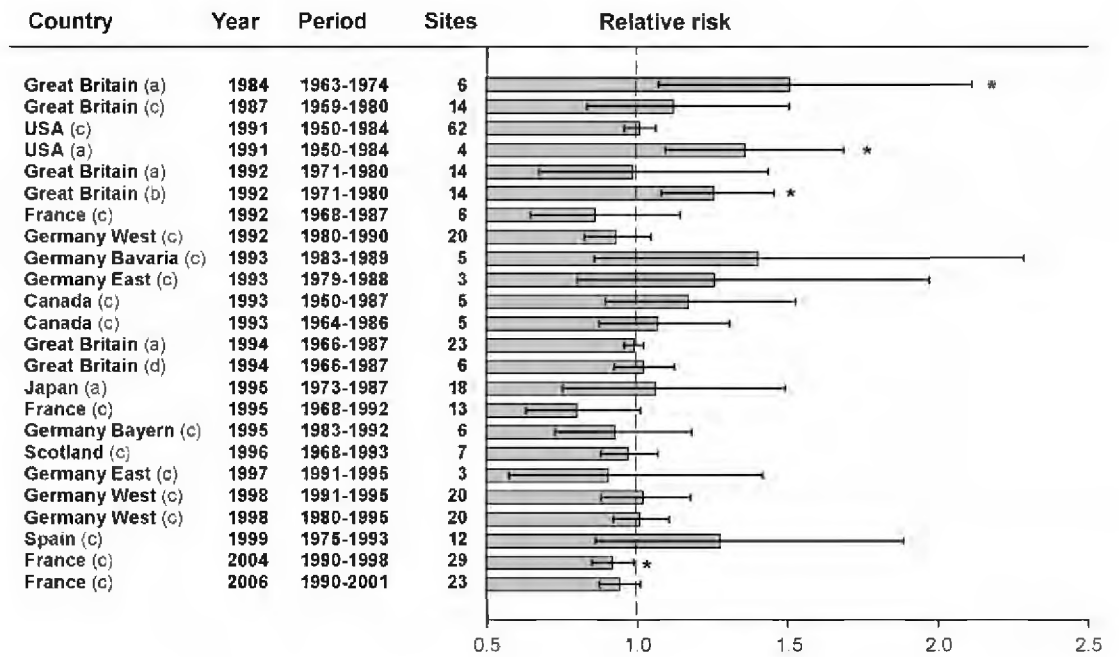 Country Year Period Sites Relative risk
Great Britain (a) 1984 1963-1974 6 *
Great Britain (c) 1987 1959-1980 14
USA (c) 1991 1950-1984 62
USA (a) 1991 1950-1984 4 *
Great Britain (a) 1992 1971-1980 14
Great Britain (b) 1992 1971-1980 14 *
France (c) 1992 1968-1987 6
Germany West (c) 1992 1980-1990 20
Germany Bavaria (c) 1993 1983-1989 5
Germany East (c) 1993 1979-1988 3
Canada (c) 1993 1950-1987 5
Canada (c) 1993 1964-1986 5
Great Britain (a) 1994 1966-1987 23
Great Britain (d) 1994 1966-1987 6
Japan (a) 1995 1973-1987 18
France (c) 1995 1968-1992 13
Germany Bayern (c) 1995 1983-1992 6
Scotland (c) 1996 1968-1993 7
Germany East (c) 1997 1991-1995 3
Germany West (c) 1998 1991-1995 20
Germany West (c) 1998 1980-1995 20
Spain (c) 1999 1975-1993 12
France (c) 2004 1990-1998 29 *
France (c) 2006 1990-2001 23
0.5 1.0 1.5 2.0 2.5